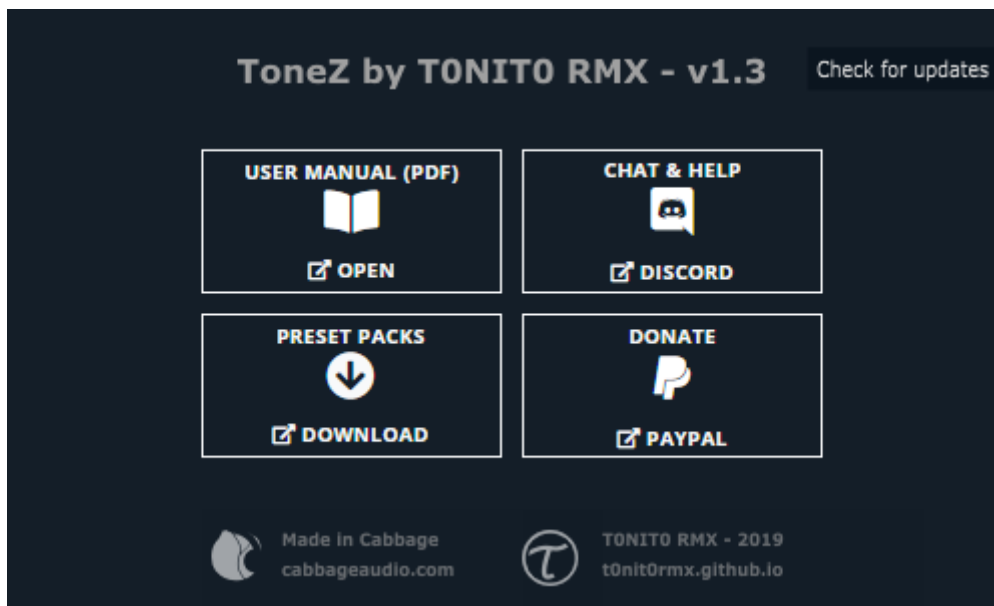 ToneZ by T0NIT0 RMX - v1.3
Check for updates
USER MANUAL (PDF)
OPEN
CHAT & HELP
DISCORD
PRESET PACKS
DOWNLOAD
DONATE
PAYPAL
Made in Cabbage
cabbageaudio.com
T0NIT0 RMX - 2019
t0nit0rmx.github.io